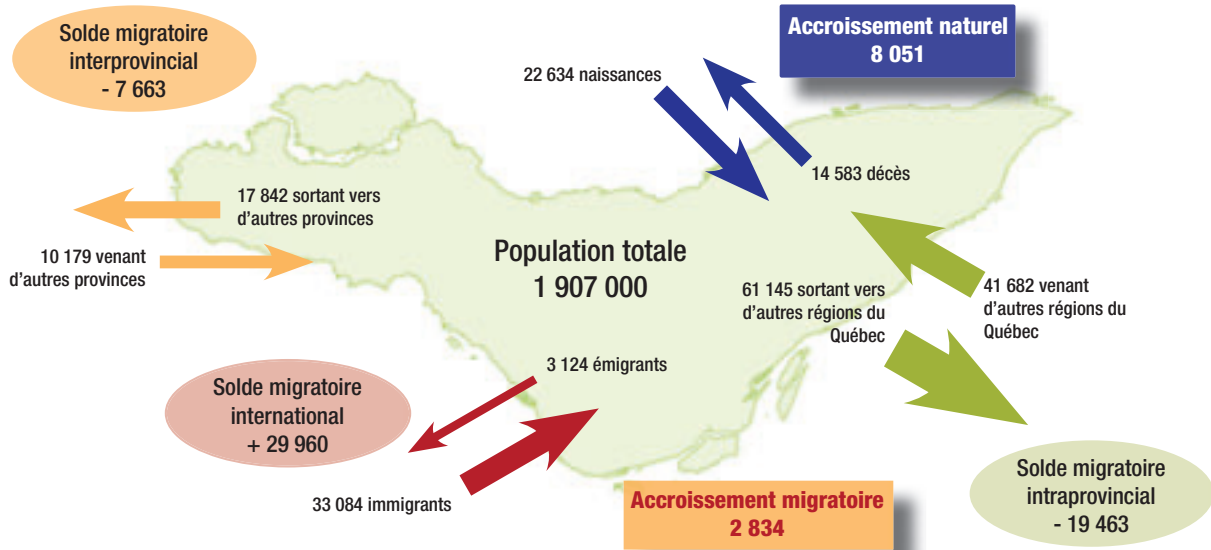 Solde migratoire
interprovincial
- 7 663
Accroissement naturel
8 051
22 634 naissances
14 583 décès
17 842 sortant vers
d'autres provinces
10 179 venant
d'autres provinces
Population totale
1 907 000
61 145 sortant vers
d'autres régions du
Québec
41 682 venant
d'autres régions du
Québec
3 124 émigrants
Solde migratoire
international
+ 29 960
33 084 immigrants
Accroissement migratoire
2 834
Solde migratoire
intraprovincial
- 19 463